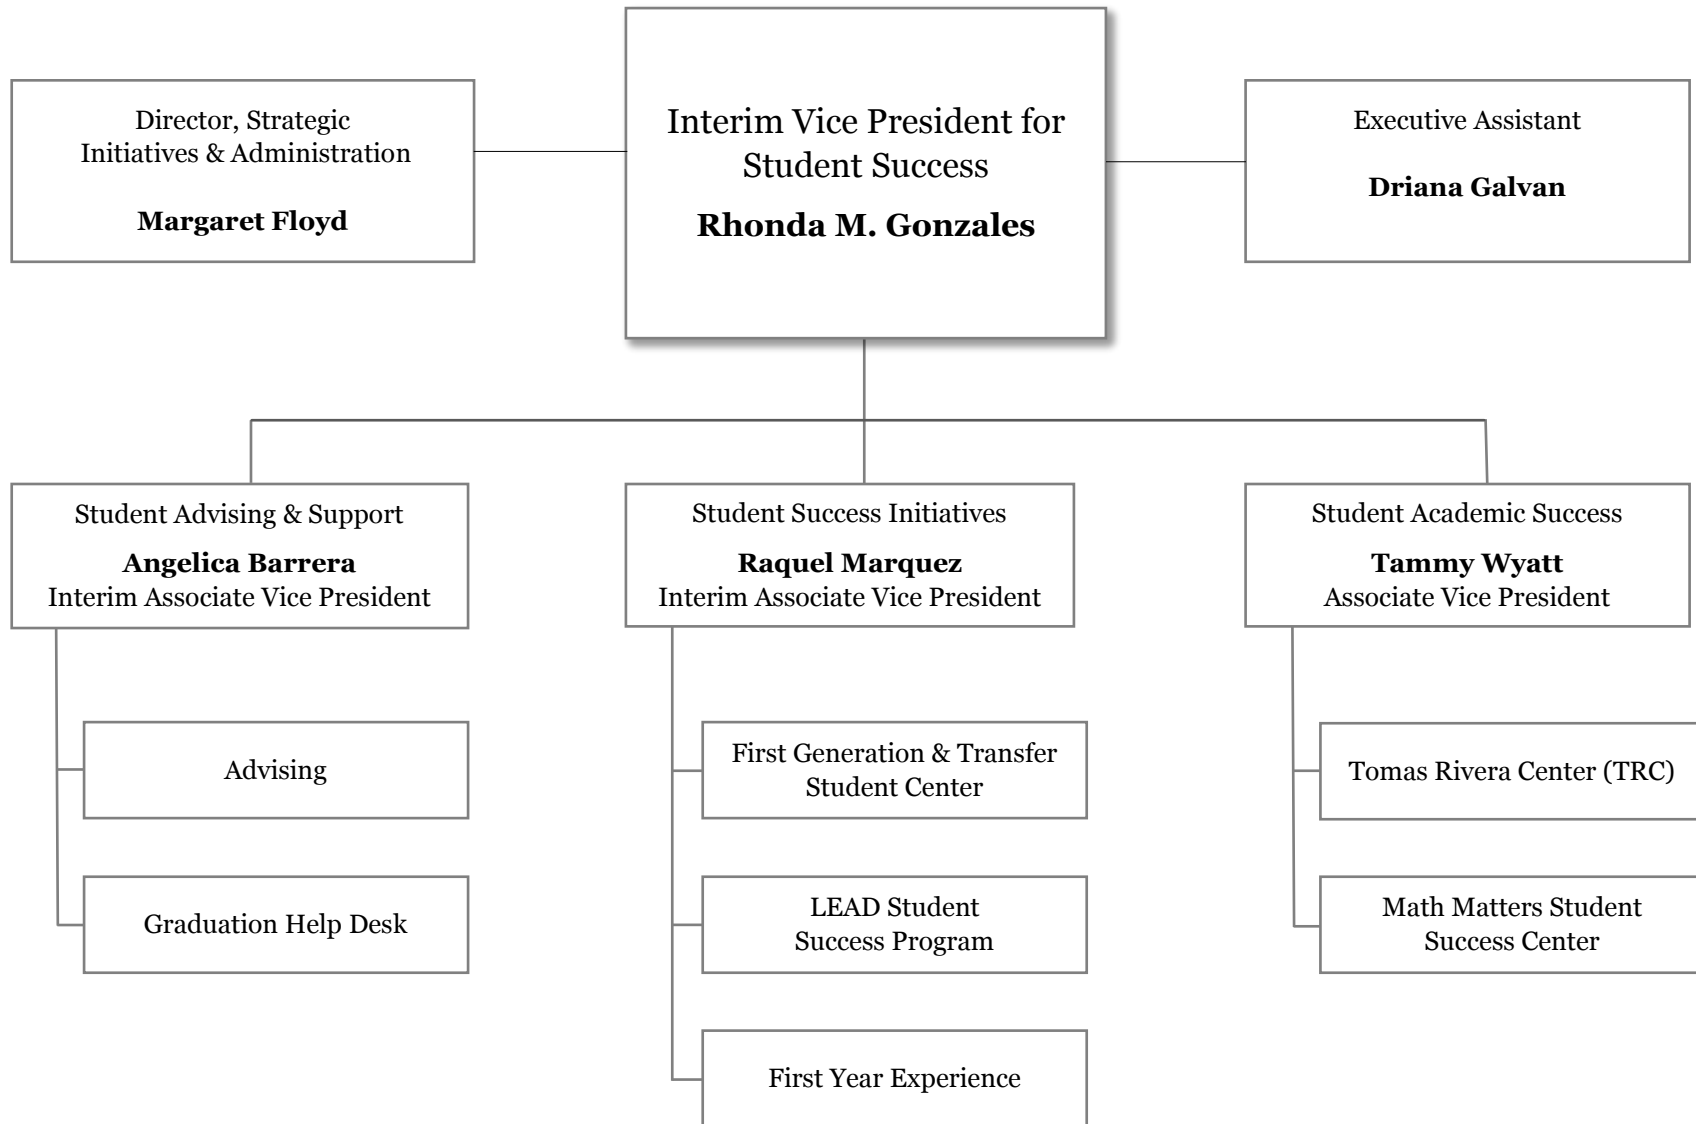 Interim Vice President for
Student Success
Rhonda M. Gonzales
Director, Strategic
Initiatives & Administration
Margaret Floyd
Executive Assistant
Driana Galvan
Student Advising & Support
Angelica Barrera
Interim Associate Vice President
Student Success Initiatives
Raquel Marquez
Interim Associate Vice President
Student Academic Success
Tammy Wyatt
Associate Vice President
Advising
Graduation Help Desk
First Generation & Transfer
Student Center
LEAD Student
Success Program
First Year Experience
Tomas Rivera Center (TRC)
Math Matters Student
Success Center